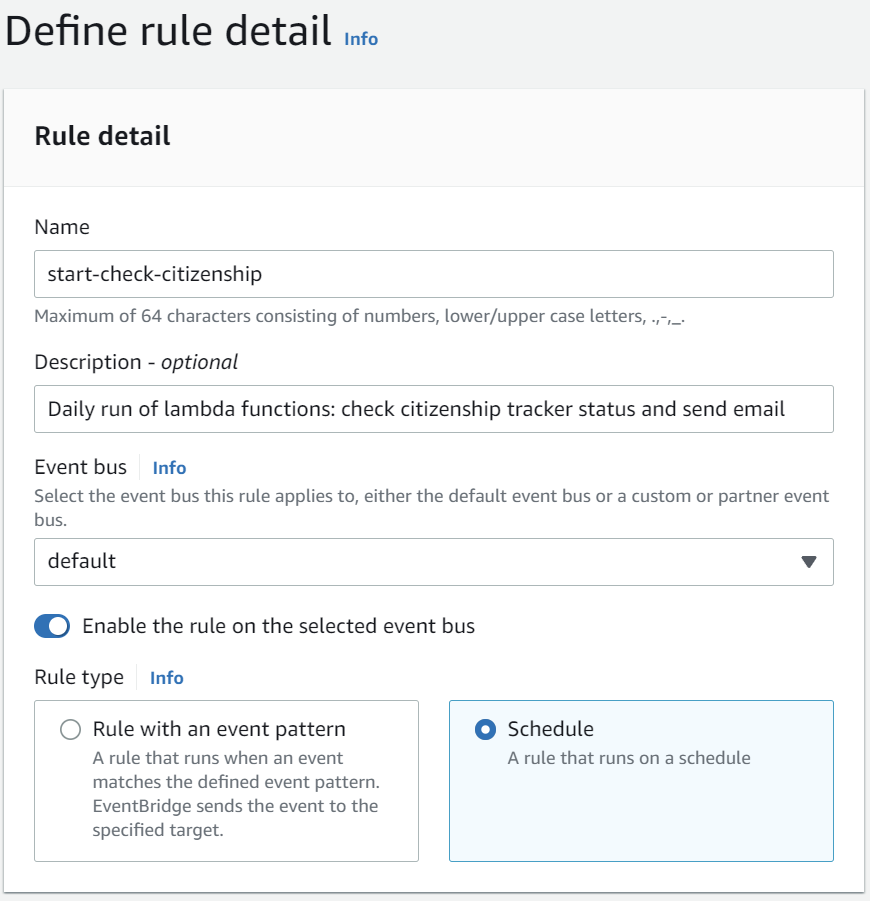 Define rule detail Info
Rule detail
Name
start-check-citizenship
Maximum of 64 characters consisting of numbers, lower/upper case letters, .,-,_.
Description - optional
Daily run of lambda functions: check citizenship tracker status and send email
Event bus Info
Select the event bus this rule applies to, either the default event bus or a custom or partner event
bus.
default
Enable the rule on the selected event bus
Rule type Info
Rule with an event pattern
A rule that runs when an event
matches the defined event pattern.
EventBridge sends the event to the
specified target.
Schedule
A rule that runs on a schedule